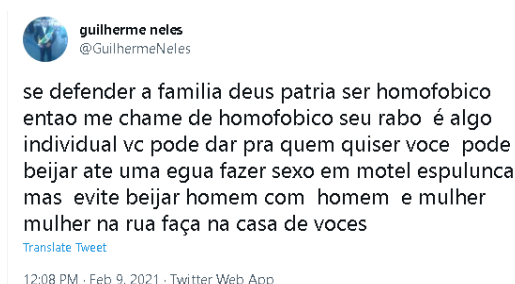 guilherme neles
@GuilhermeNeles
se defender a familia deus patria ser homofobico
entao me chame de homofobico seu rabo é algo
individual vc pode dar pra quem quiser voce pode
beijar ate uma egua fazer sexo em motel espulunca
mas evite beijar homem com homem e mulher
mulher na rua faça na casa de voces
Translate Tweet
12:08 PM · Feb 9, 2021 · Twitter Web App